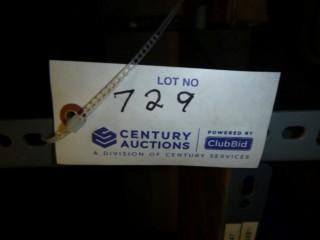 LOT NO
729
CENTURY AUCTIONS
POWERED BY
ClubBid
A DIVISION OF CENTURY SERVICES